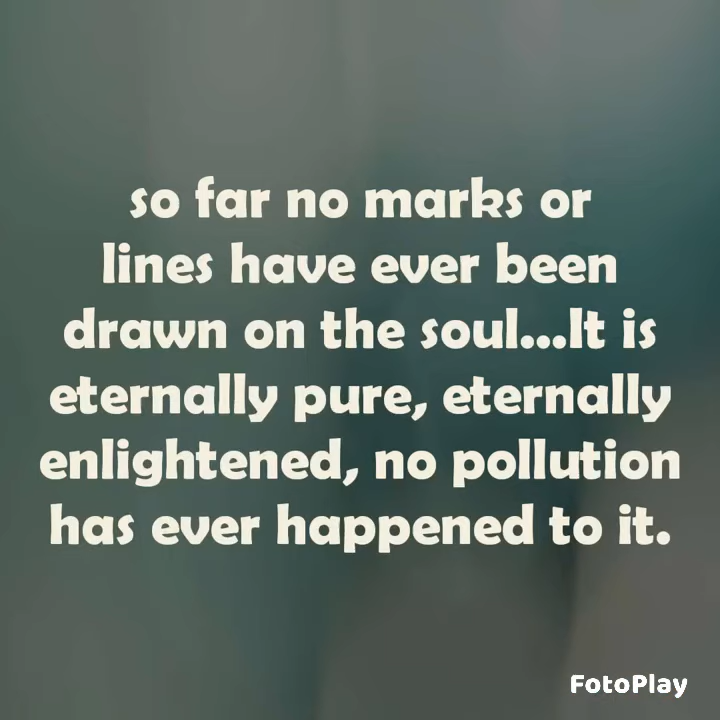 so far no marks or
lines have ever been
drawn on the soul...It is
eternally pure, eternally
enlightened, no pollution
has ever happened to it.
FotoPlay